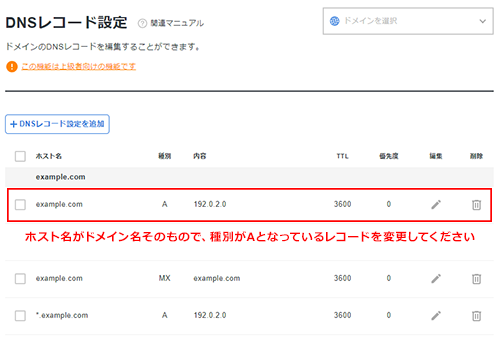 DNSレコード設定 ? 関連マニュアル
ドメインを選択
ドメインのDNSレコードを編集することができます。
! この機能は上級者向けの機能です
+DNSレコード設定を追加
ホスト名 種別 内容 TTL 優先度 編集 削除
example.com
example.com A 192.0.2.0 3600 0
ホスト名がドメイン名そのもので、種別がAとなっているレコードを変更してください
example.com MX example.com 3600 0
*.example.com A 192.0.2.0 3600 0